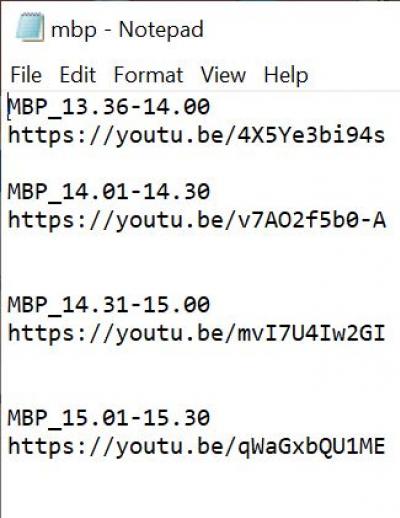 mbp - Notepad
File Edit Format View Help
MBP_13.36-14.00
https://youtu.be/4X5Ye3bi94s
MBP_14.01-14.30
https://youtu.be/v7AO2f5b0-A
MBP_14.31-15.00
https://youtu.be/mvI7U4Iw2GI
MBP_15.01-15.30
https://youtu.be/qWaGxbQU1ME